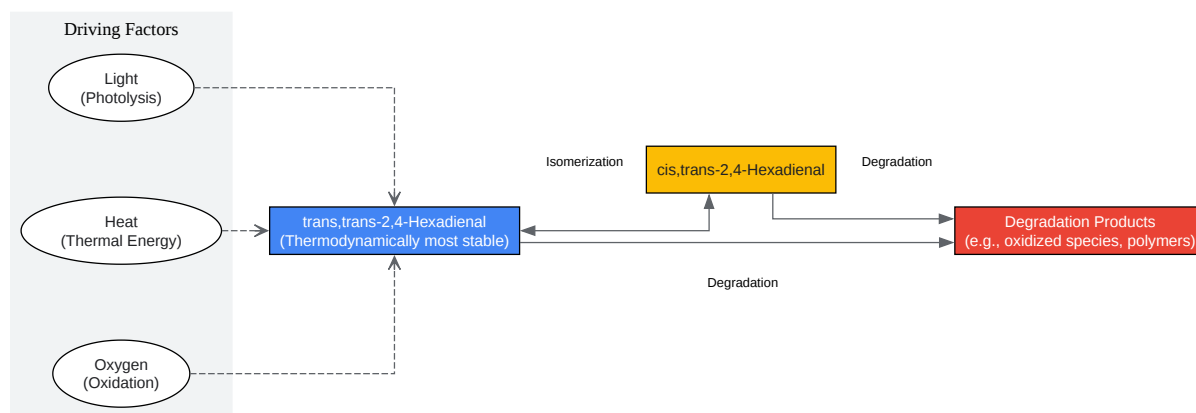 Driving Factors
Light
(Photolysis)
Isomerization
cis,trans-2,4-Hexadienal
Degradation
Heat
(Thermal Energy)
trans,trans-2,4-Hexadienal
(Thermodynamically most stable)
Degradation Products
(e.g., oxidized species, polymers)
Degradation
Oxygen
(Oxidation)